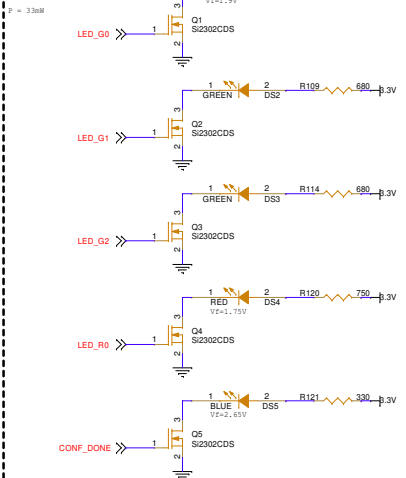 P = 33mW
Vf=1.9V
3
Q1
LED_G0 1 Si2302CDS
2
1 2 R109 680 3.3V
GREEN DS2
3
Q2
LED_G1 1 Si2302CDS
2
1 2 R114 680 3.3V
GREEN DS3
3
Q3
LED_G2 1 Si2302CDS
2
1 2 R120 750 3.3V
RED DS4
Vf=1.75V
3
Q4
LED_R0 1 Si2302CDS
2
1 2 R121 330 3.3V
BLUE DS5
Vf=2.65V
3
Q5
CONF_DONE 1 Si2302CDS
2